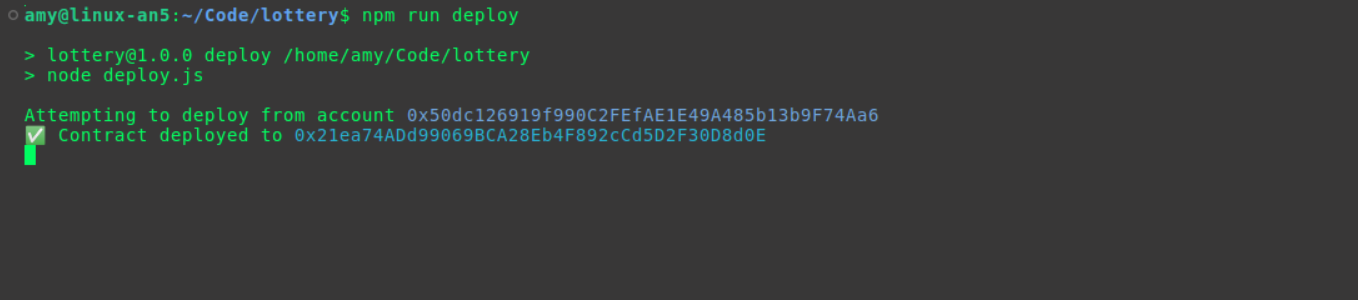 amy@linux-an5:~/Code/lottery$ npm run deploy
> lottery@1.0.0 deploy /home/amy/Code/lottery
> node deploy.js
Attempting to deploy from account 0x50dc126919f990C2FEfAE1E49A485b13b9F74Aa6
✅ Contract deployed to 0x21ea74ADd99069BCA28Eb4F892cCd5D2F30D8d0E